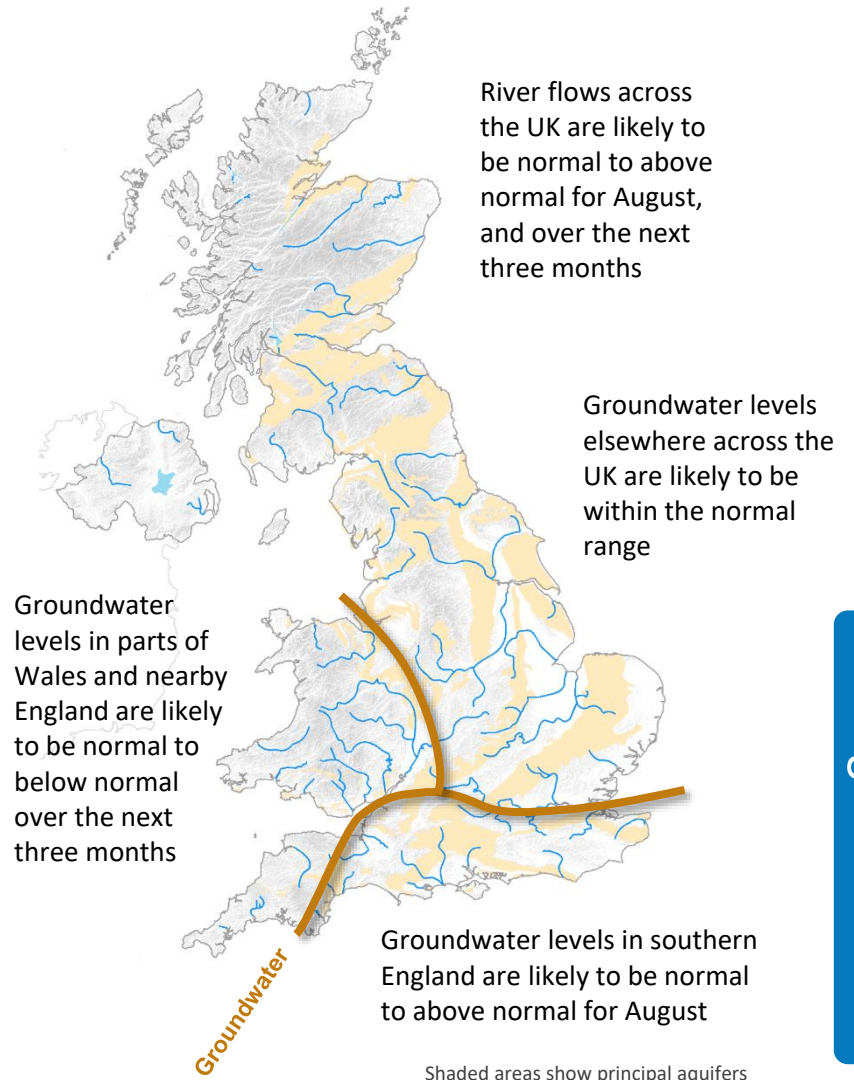 River flows across
the UK are likely to
be normal to above
normal for August,
and over the next
three months
Groundwater levels
elsewhere across the
UK are likely to be
within the normal
range
Groundwater
levels in parts of
Wales and nearby
England are likely
to be normal to
below normal
over the next
three months
Groundwater levels in southern
England are likely to be normal
to above normal for August
Groundwater
Shaded areas show principal aquifers